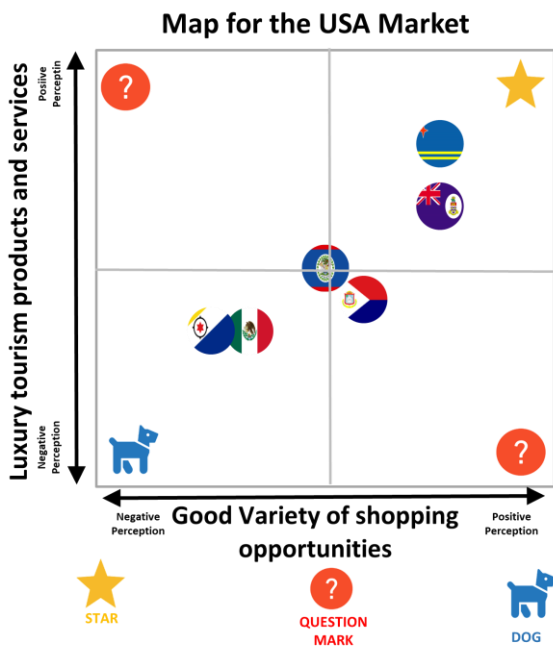 Map for the USA Market
Luxury tourism products and services
Posiive
Perceptin
?
Negative
Perception
?
Negative
Perception
Good Variety of shopping
opportunities
Positive
Perception
?
STAR
QUESTION
MARK
DOG